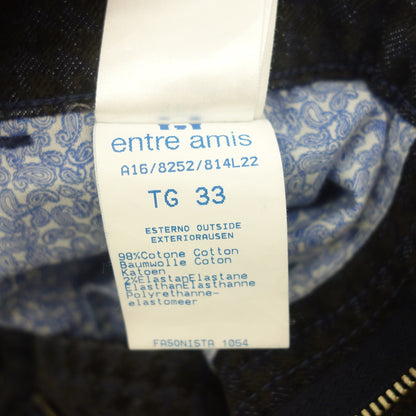 entre amis
A16/8252/814L22
TG 33
ESTERNO OUTSIDE
EXTERIORAUSEN
98%Cotone Cotton
Baumwolle Coton
Katoen
2%ElastanElastane
ElasthanElasthanne
Polyrethanne-
elastomeer
FASONISTA 1054